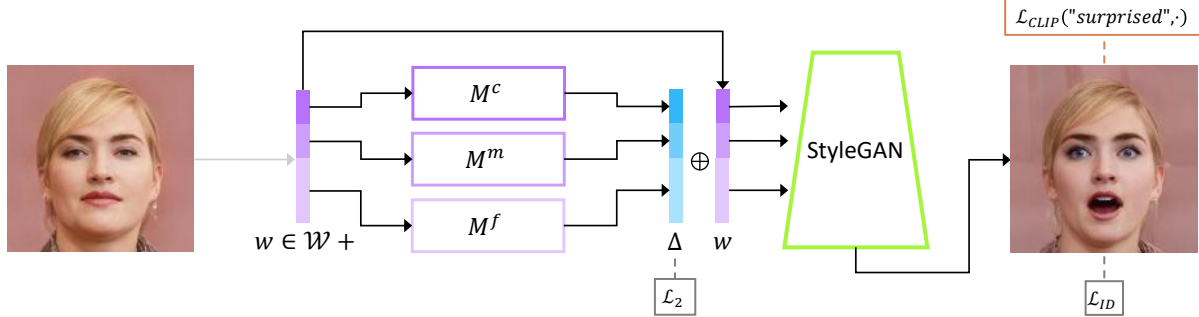 ℒ_CLIP("surprised",·)
M^c
M^m
StyleGAN
M^f
w ∈ 𝒲 +
Δ
⊕
w
ℒ_2
ℒ_ID